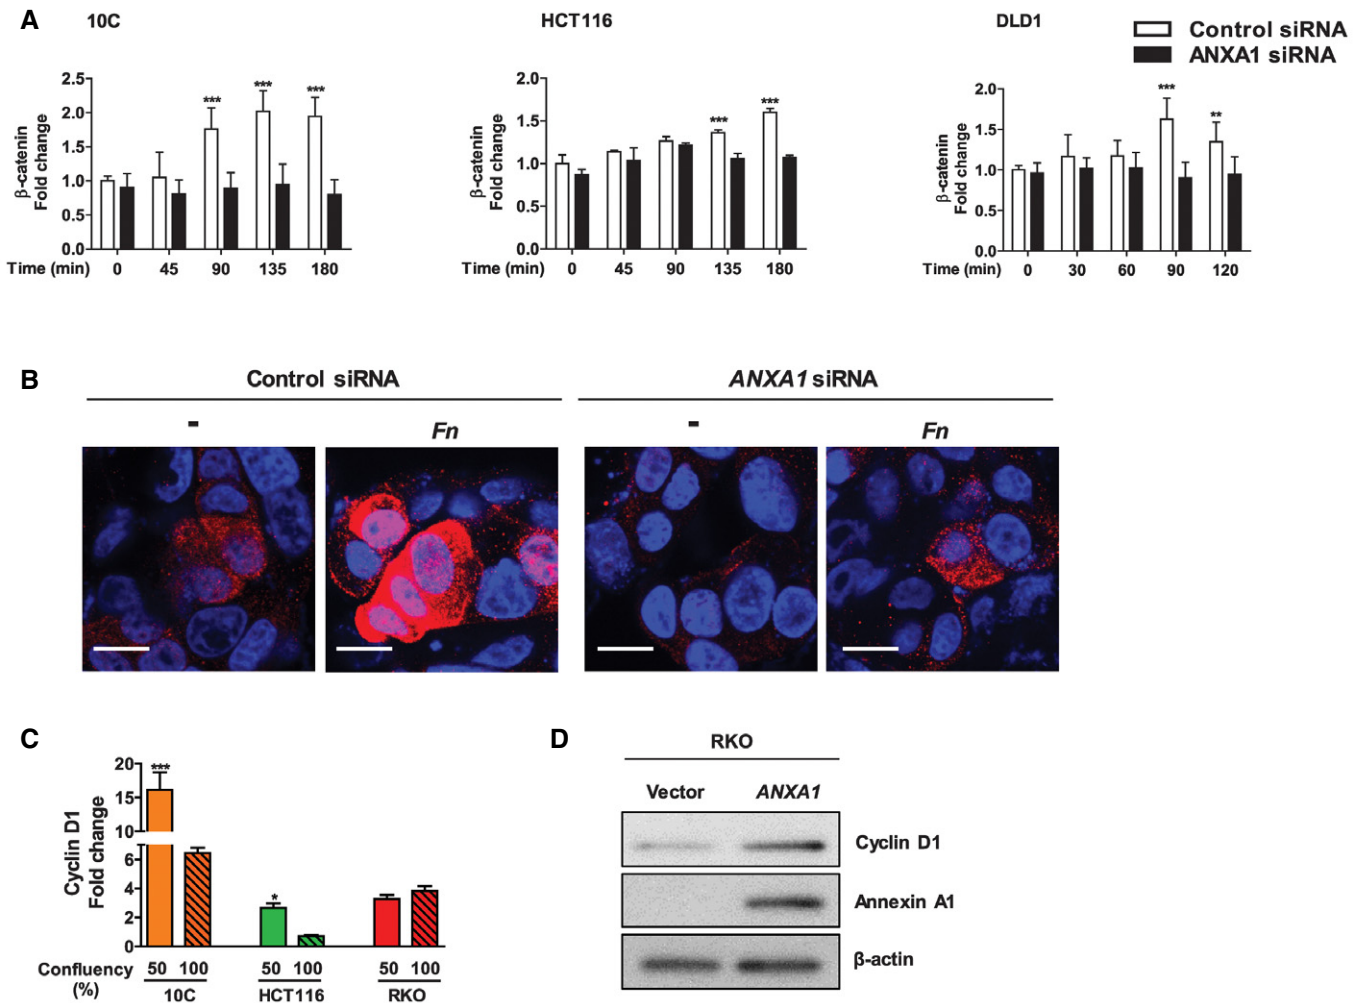 A
10C
HCT116
DLD1
Control siRNA
ANXA1 siRNA
β-catenin
Fold change
2.5
2.0
1.5
1.0
0.5
0.0
***
***
***
Time (min) 0 45 90 135 180
β-catenin
Fold change
2.0
1.5
1.0
0.5
0.0
***
***
Time (min) 0 45 90 135 180
β-catenin
Fold change
2.0
1.5
1.0
0.5
0.0
***
**
Time (min) 0 30 60 90 120
B
Control siRNA
ANXA1 siRNA
- Fn - Fn
C
Cyclin D1
Fold change
20
15
10
6
4
2
0
***
*
Confluency
(%)
50 100 50 100 50 100
10C HCT116 RKO
D
RKO
Vector ANXA1
Cyclin D1
Annexin A1
β-actin